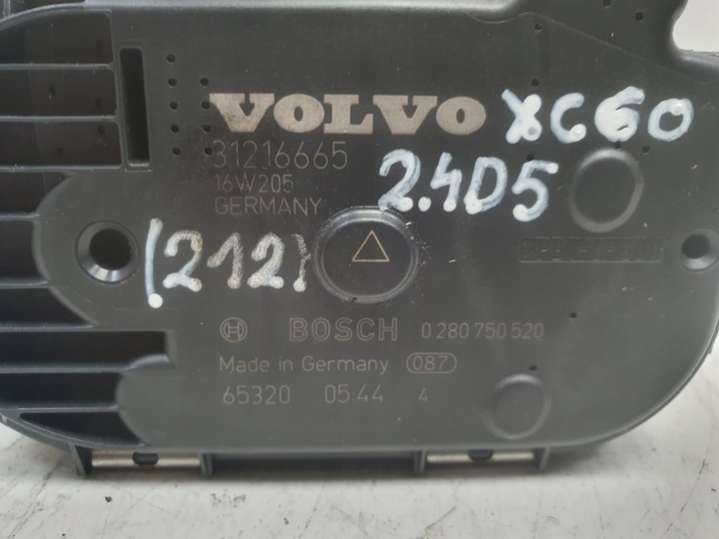 VOLVO XC60
31216665
2.4D5
16W205
GERMANY
(212)
BOSCH 0 280 750 520
Made in Germany 087
65320 05:44 4